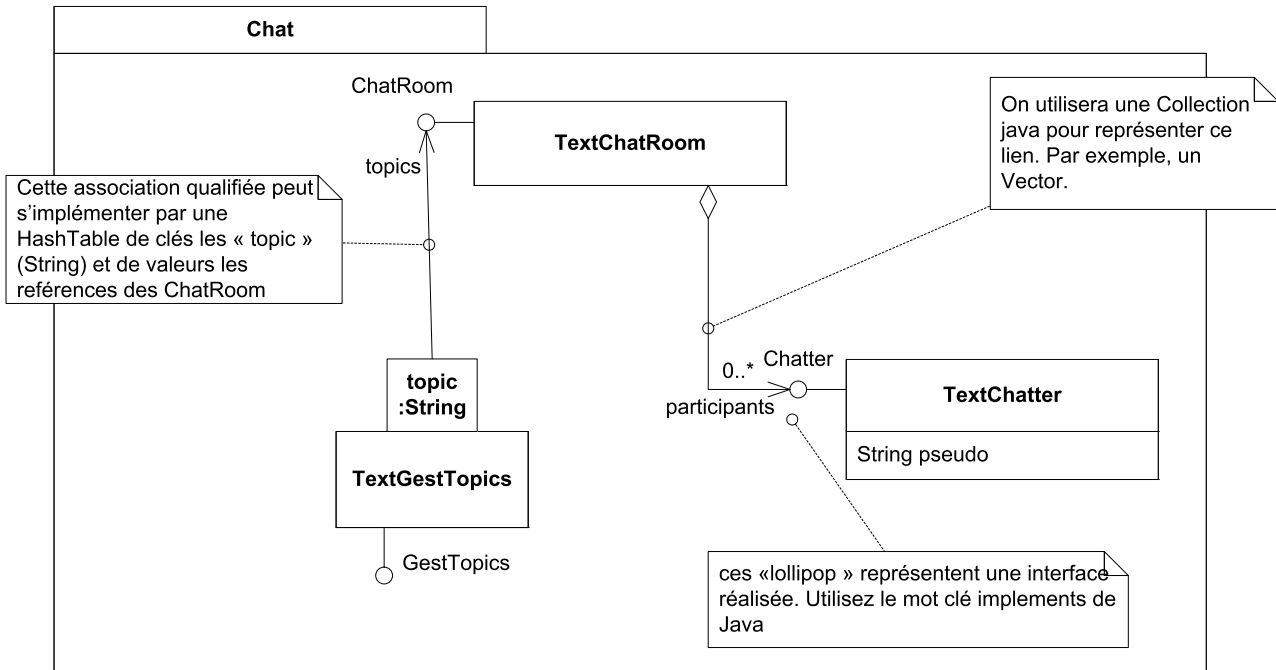 Chat
ChatRoom
TextChatRoom
On utilisera une Collection
java pour représenter ce
lien. Par exemple, un
Vector.
topics
Cette association qualifiée peut
s’implémenter par une
HashTable de clés les « topic »
(String) et de valeurs les
reférences des ChatRoom
topic
:String
TextGestTopics
GestTopics
0..*
Chatter
participants
TextChatter
String pseudo
ces «lollipop » représentent une interface
réalisée. Utilisez le mot clé implements de
Java